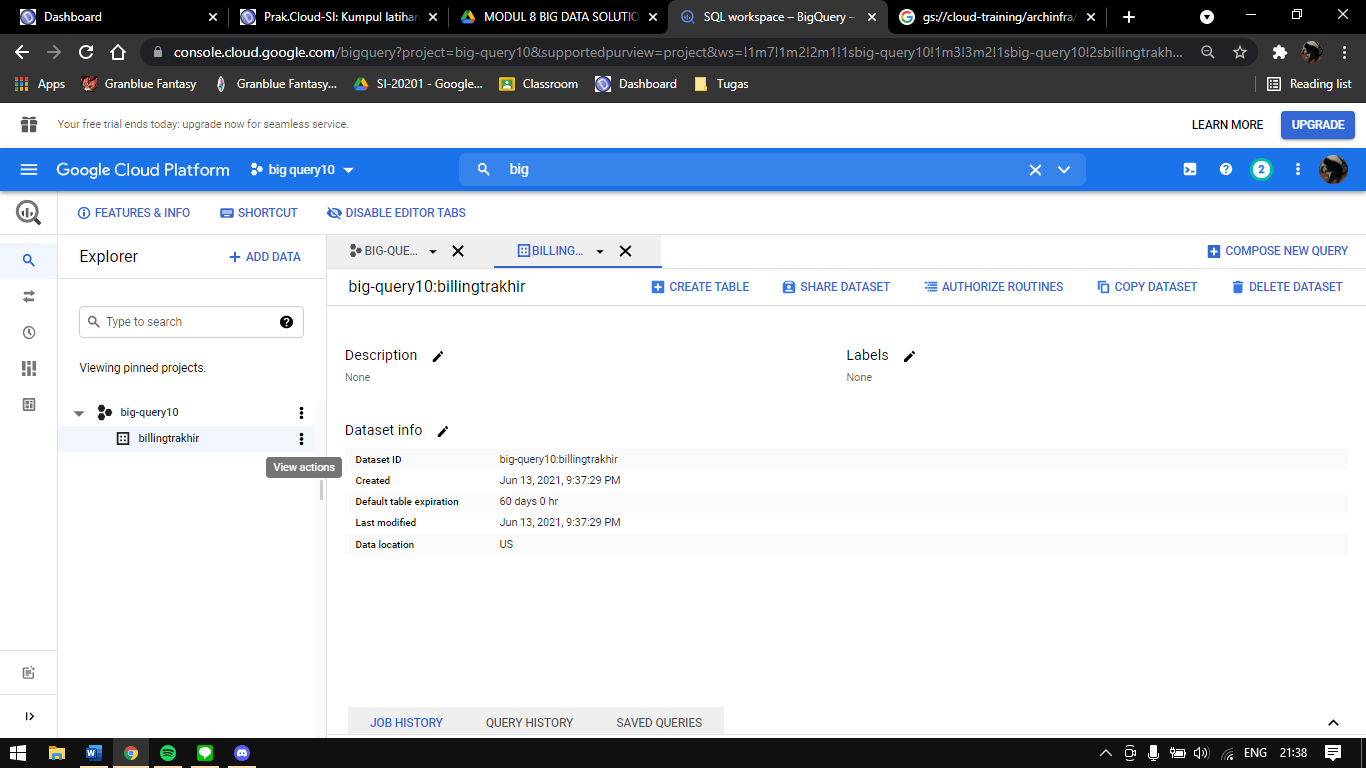 Dashboard
Prak.Cloud-SI: Kumpul latihan
MODUL 8 BIG DATA SOLUTIO
SQL workspace – BigQuery –
gs://cloud-training/archinfra/
console.cloud.google.com/bigquery?project=big-query10&supportedpurview=project&ws=!1m7!1m2!2m1!1sbig-query10!1m3!3m2!1sbig-query10!2sbillingtrakh...
Apps
Granblue Fantasy
Granblue Fantasy...
SI-20201 - Google...
Classroom
Dashboard
Tugas
Reading list
Your free trial ends today: upgrade now for seamless service.
LEARN MORE
UPGRADE
Google Cloud Platform
big query10
big
2
FEATURES & INFO
SHORTCUT
DISABLE EDITOR TABS
Explorer
ADD DATA
BIG-QUE...
BILLING...
COMPOSE NEW QUERY
big-query10:billingtrakhir
CREATE TABLE
SHARE DATASET
AUTHORIZE ROUTINES
COPY DATASET
DELETE DATASET
Type to search
Viewing pinned projects.
big-query10
billingtrakhir
View actions
Description
None
Labels
None
Dataset info
Dataset ID big-query10:billingtrakhir
Created Jun 13, 2021, 9:37:29 PM
Default table expiration 60 days 0 hr
Last modified Jun 13, 2021, 9:37:29 PM
Data location US
JOB HISTORY
QUERY HISTORY
SAVED QUERIES
ENG
21:38